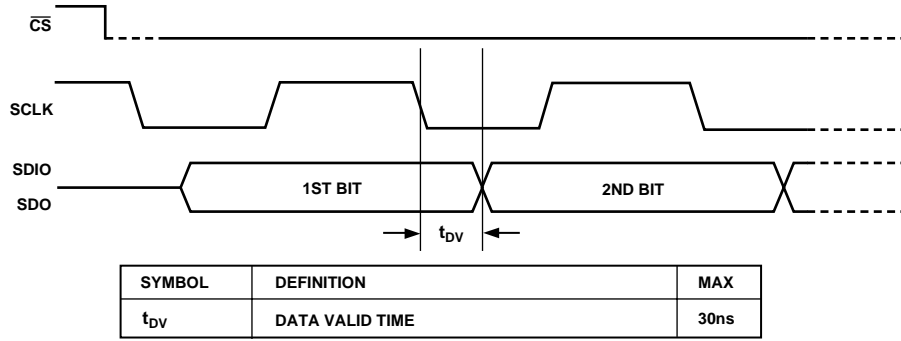 CS
SCLK
SDIO
SDO
1ST BIT
2ND BIT
tDV
SYMBOL DEFINITION MAX
tDV DATA VALID TIME 30ns